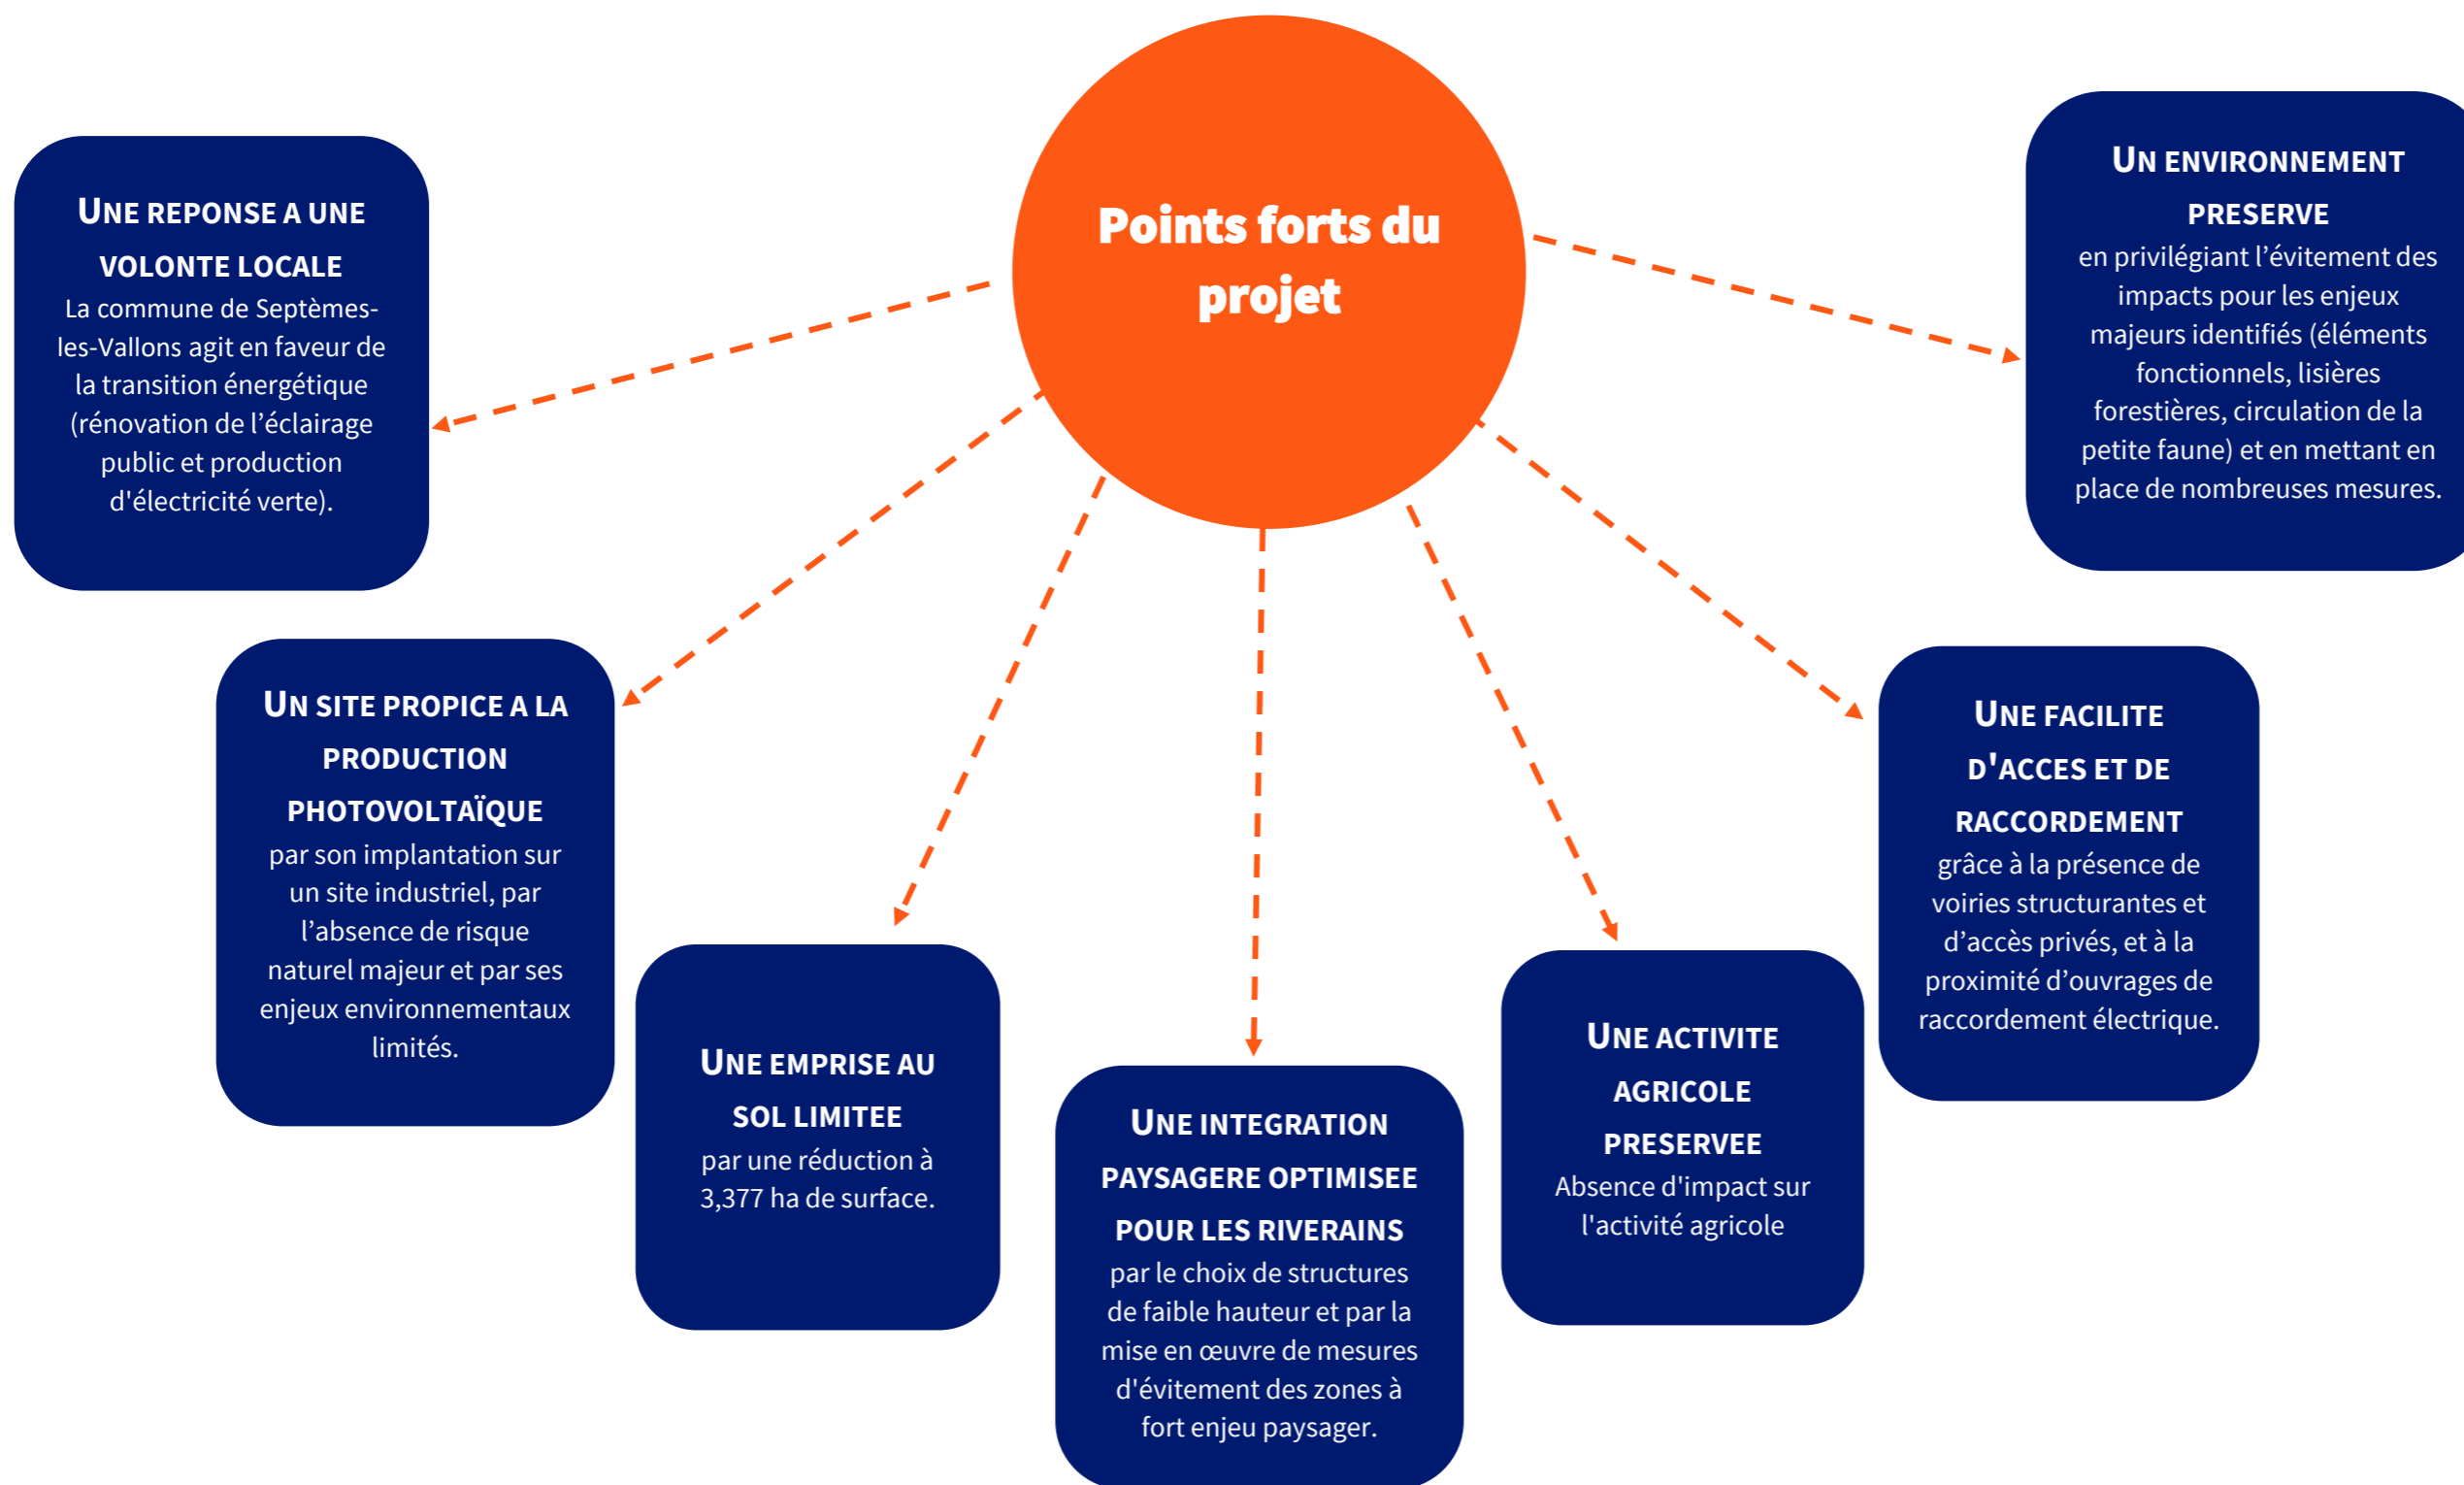 Points forts du
projet
UNE REPONSE A UNE
VOLONTE LOCALE
La commune de Septèmes-
les-Vallons agit en faveur de
la transition énergétique
(rénovation de l’éclairage
public et production
d'électricité verte).
UN SITE PROPICE A LA
PRODUCTION
PHOTOVOLTAÏQUE
par son implantation sur
un site industriel, par
l’absence de risque
naturel majeur et par ses
enjeux environnementaux
limités.
UNE EMPRISE AU
SOL LIMITEE
par une réduction à
3,377 ha de surface.
UNE INTEGRATION
PAYSAGERE OPTIMISEE
POUR LES RIVERAINS
par le choix de structures
de faible hauteur et par la
mise en œuvre de mesures
d'évitement des zones à
fort enjeu paysager.
UNE ACTIVITE
AGRICOLE
PRESERVEE
Absence d'impact sur
l'activité agricole
UNE FACILITE
D'ACCES ET DE
RACCORDEMENT
grâce à la présence de
voiries structurantes et
d’accès privés, et à la
proximité d’ouvrages de
raccordement électrique.
UN ENVIRONNEMENT
PRESERVE
en privilégiant l’évitement des
impacts pour les enjeux
majeurs identifiés (éléments
fonctionnels, lisières
forestières, circulation de la
petite faune) et en mettant en
place de nombreuses mesures.